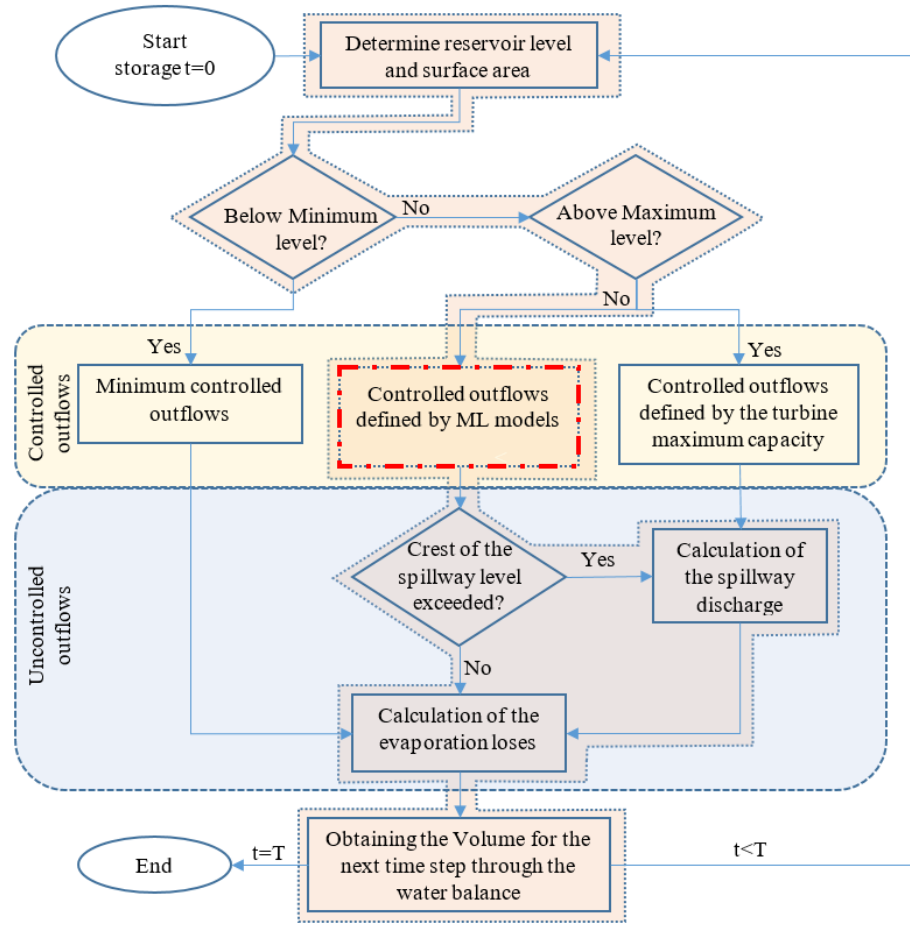 Start
storage t=0
Determine reservoir level
and surface area
Below Minimum
level?
No
Above Maximum
level?
No
Yes
Yes
Controlled
outflows
Minimum controlled
outflows
Controlled outflows
defined by ML models
Controlled outflows
defined by the turbine
maximum capacity
Uncontrolled
outflows
Crest of the
spillway level
exceeded?
Yes
Calculation of
the spillway
discharge
No
Calculation of the
evaporation loses
Obtaining the Volume for the
next time step through the
water balance
t=T
t<T
End